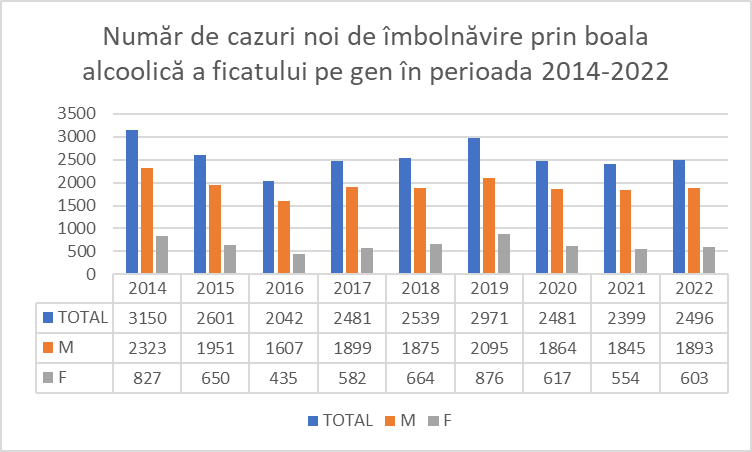 Număr de cazuri noi de îmbolnăvire prin boala
alcoolică a ficatului pe gen în perioada 2014-2022
3500
3000
2500
2000
1500
1000
500
0
2014 2015 2016 2017 2018 2019 2020 2021 2022
TOTAL 3150 2601 2042 2481 2539 2971 2481 2399 2496
M 2323 1951 1607 1899 1875 2095 1864 1845 1893
F 827 650 435 582 664 876 617 554 603
TOTAL M F